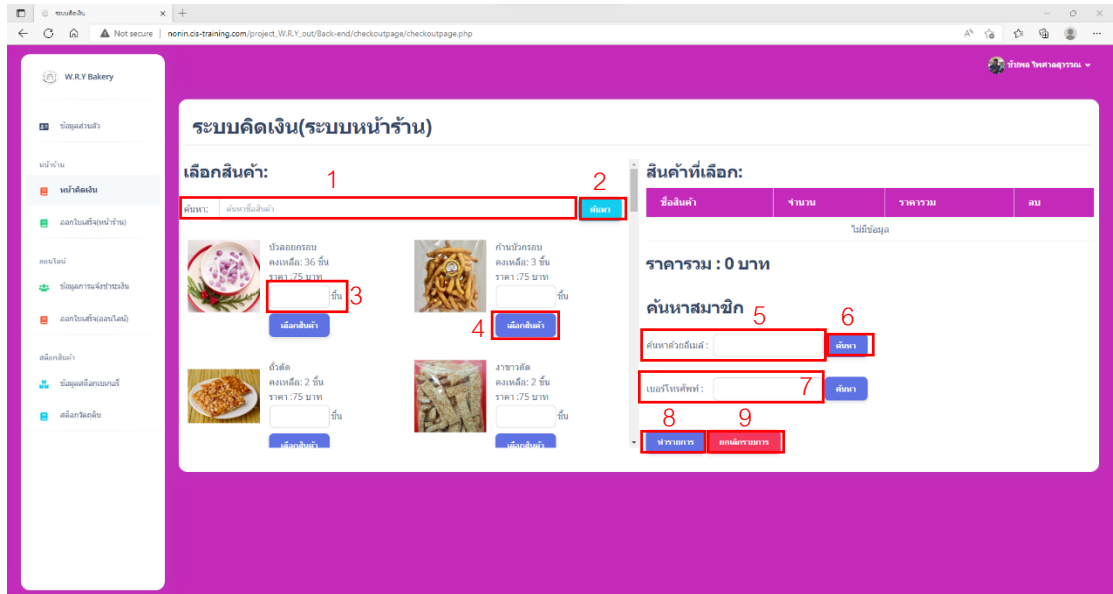 ระบบคิดเงิน
Not secure
nonin.cis-training.com/project_W.R.Y_out/Back-end/checkoutpage/checkoutpage.php
W.R.Y Bakery
ข้อมูลส่วนตัว
หน้าร้าน
หน้าคิดเงิน
ออกใบเสร็จ(หน้าร้าน)
ออนไลน์
ข้อมูลการแจ้งชำระเงิน
ออกใบเสร็จ(ออนไลน์)
สต็อกสินค้า
ข้อมูลสต็อกเบเกอรี่
สต็อกวัตถุดิบ
ระบบคิดเงิน(ระบบหน้าร้าน)
เลือกสินค้า:
1
2
ค้นหา:
ค้นหาชื่อสินค้า
ค้นหา
บัวลอยกรอบ
คงเหลือ: 36 ชิ้น
ราคา :75 บาท
ชิ้น
3
เลือกสินค้า
ก้านบัวกรอบ
คงเหลือ: 3 ชิ้น
ราคา :75 บาท
ชิ้น
4
เลือกสินค้า
ถั่วตัด
คงเหลือ: 2 ชิ้น
ราคา :75 บาท
ชิ้น
เลือกสินค้า
งาขาวตัด
คงเหลือ: 2 ชิ้น
ราคา :75 บาท
ชิ้น
เลือกสินค้า
สินค้าที่เลือก:
ชื่อสินค้า จำนวน ราคารวม ลบ
ไม่มีข้อมูล
ราคารวม : 0 บาท
ค้นหาสมาชิก
5
6
ค้นหาด้วยอีเมล์ :
ค้นหา
เบอร์โทรศัพท์ :
7
ค้นหา
8
9
ทำรายการ
ยกเลิกรายการ